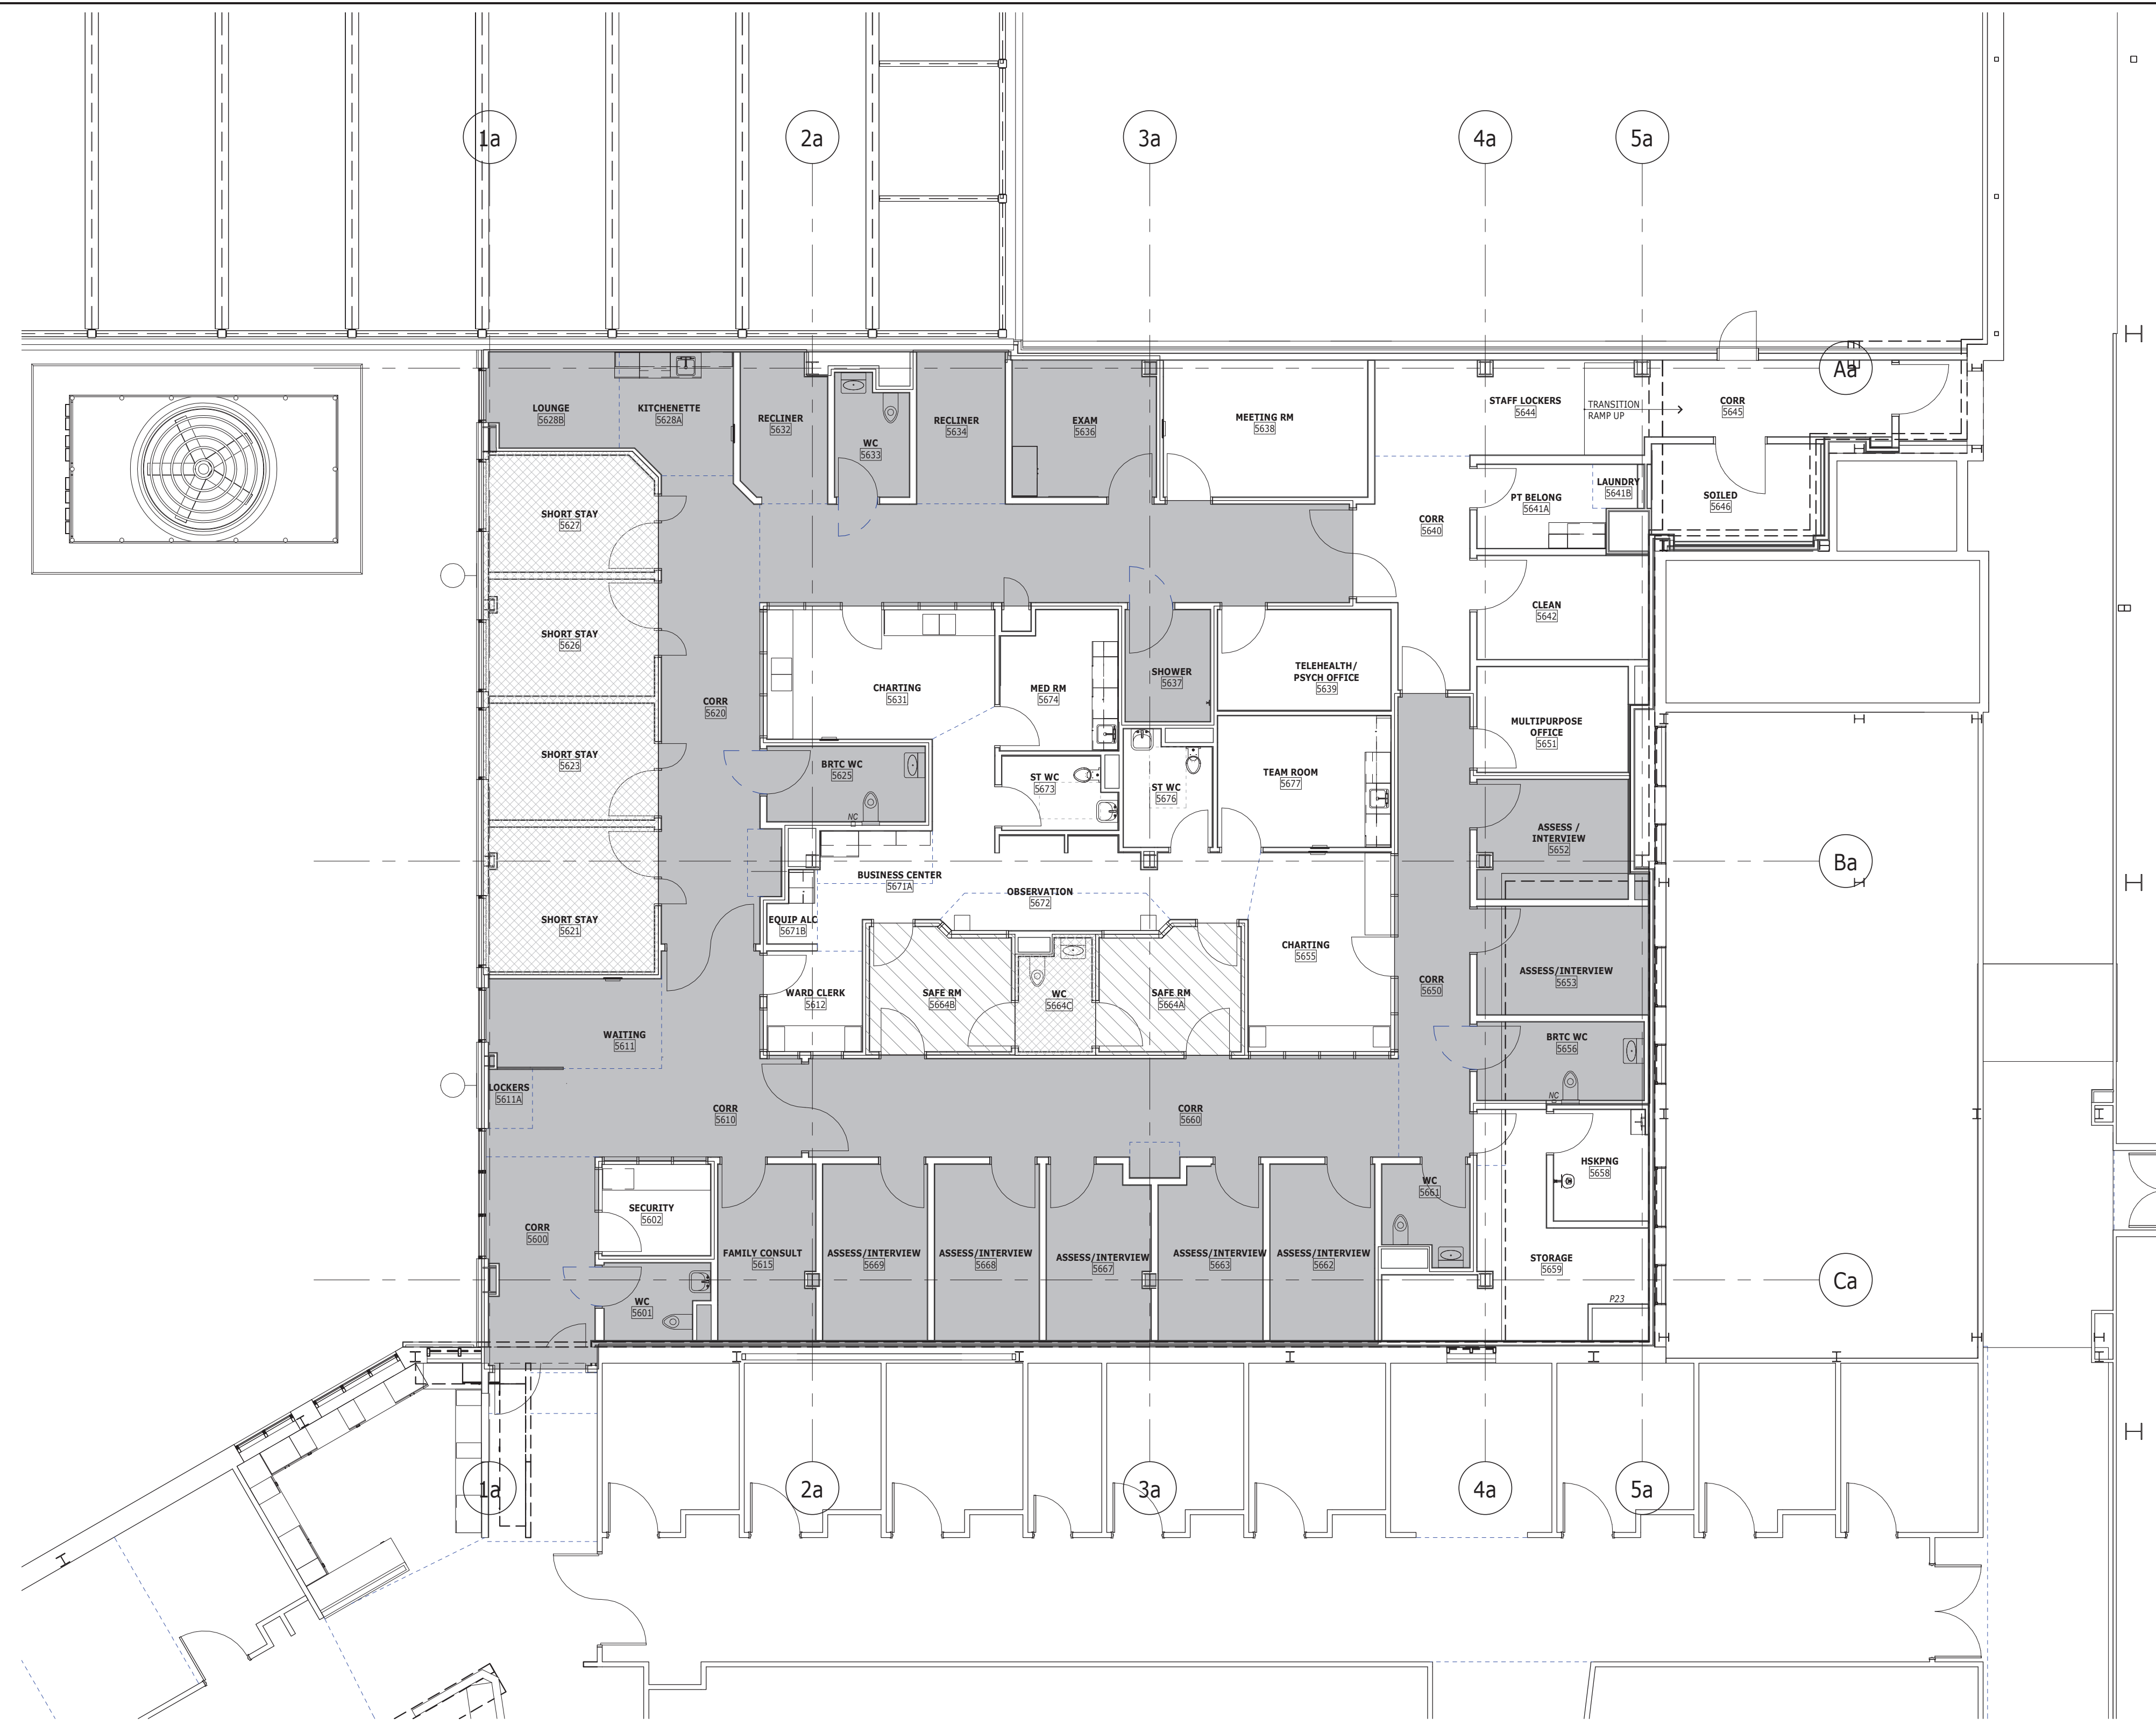 1a
2a
3a
4a
5a
Aa
LOUNGE
5628B
KITCHENETTE
5628A
RECLINER
5632
WC
5633
RECLINER
5634
EXAM
5636
MEETING RM
5638
STAFF LOCKERS
5644
TRANSITION
RAMP UP
CORR
5645
SHORT STAY
5627
CORR
5640
PT BELONG
5641A
LAUNDRY
5641B
SOILED
5646
SHORT STAY
5626
CLEAN
5642
CORR
5620
CHARTING
5631
MED RM
5674
SHOWER
5637
TELEHEALTH/
PSYCH OFFICE
5639
MULTIPURPOSE
OFFICE
5651
SHORT STAY
5623
BRTC WC
5625
NC
ST WC
5673
ST WC
5676
TEAM ROOM
5677
ASSESS /
INTERVIEW
5652
Ba
BUSINESS CENTER
5671A
OBSERVATION
5672
SHORT STAY
5621
EQUIP ALC
5671B
CHARTING
5655
ASSESS/INTERVIEW
5653
WARD CLERK
5612
SAFE RM
5664B
WC
5664C
SAFE RM
5664A
CORR
5650
WAITING
5611
BRTC WC
5656
NC
LOCKERS
5611A
CORR
5610
CORR
5660
HSKPNG
5658
SECURITY
5602
WC
5661
CORR
5600
FAMILY CONSULT
5615
ASSESS/INTERVIEW
5669
ASSESS/INTERVIEW
5668
ASSESS/INTERVIEW
5667
ASSESS/INTERVIEW
5663
ASSESS/INTERVIEW
5662
STORAGE
5659
Ca
WC
5601
P23
1a
2a
3a
4a
5a